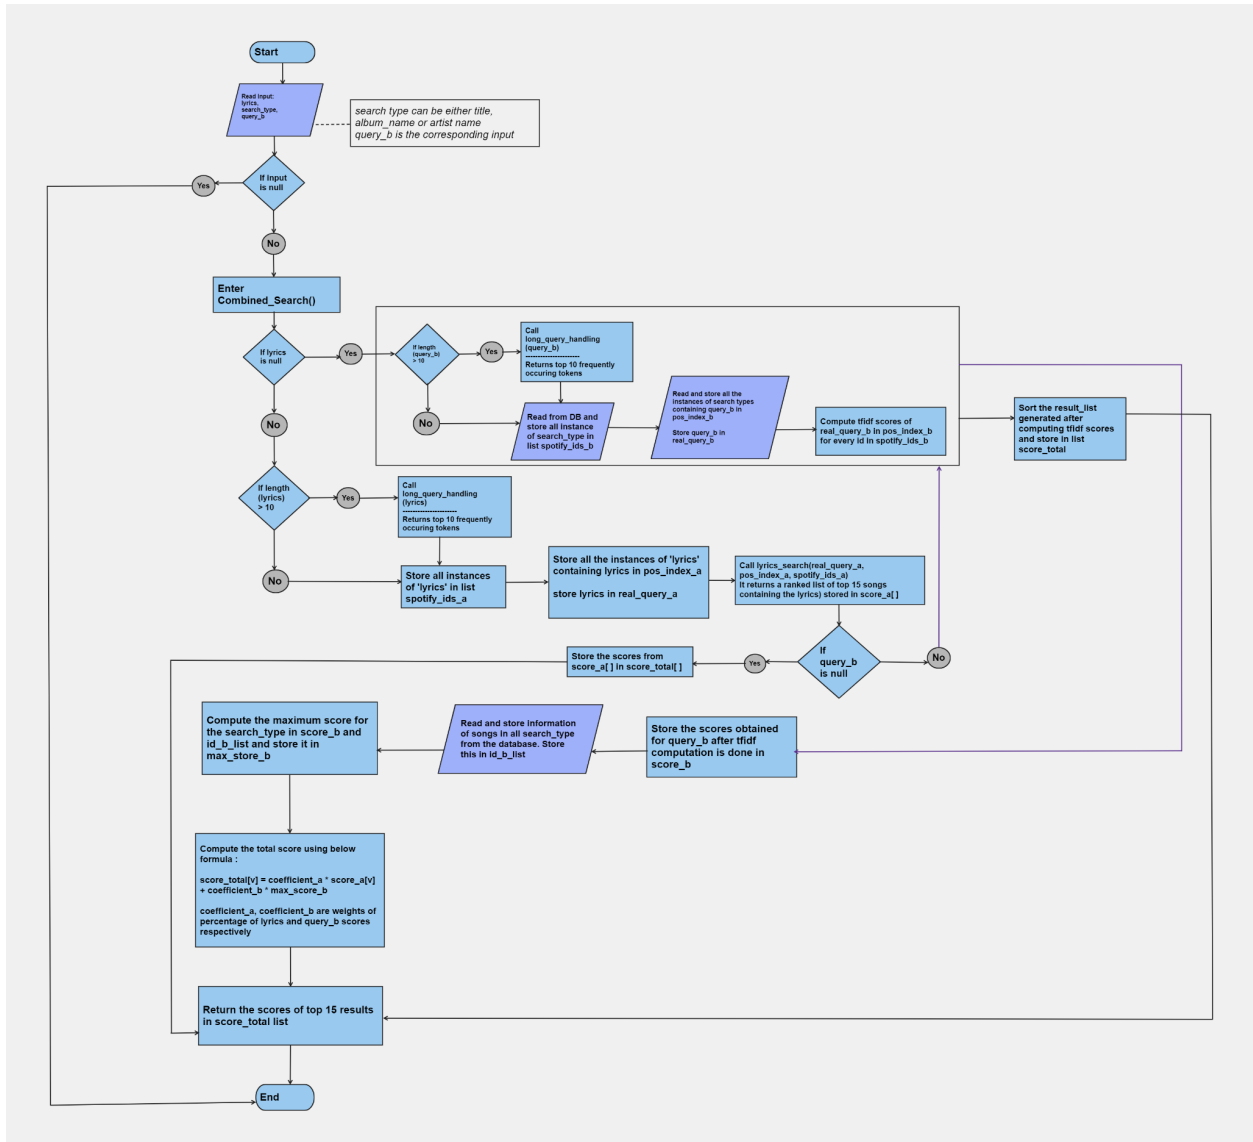 Start
Read input:
lyrics,
search_type,
query_b
search type can be either title,
album_name or artist name
query_b is the corresponding input
If Input
is null
Yes
No
Enter
Combined_Search()
If lyrics
is null
Yes
If length
(query_b)
> 10
Yes
Call
long_query_handling
(query_b)
----------------------
Returns top 10 frequently
occuring tokens
No
Read from DB and
store all instance
of search_type in
list spotify_ids_b
Read and store all the
instances of search types
containing query_b in
pos_index_b
Store query_b in
real_query_b
Compute tfidf scores of
real_query_b in pos_index_b
for every id in spotify_ids_b
Sort the result_list
generated after
computing tfidf scores
and store in list
score_total
No
If length
(lyrics)
> 10
Yes
Call
long_query_handling
(lyrics)
----------------------
Returns top 10 frequently
occuring tokens
No
Store all instances
of 'lyrics' in list
spotify_ids_a
Store all the instances of 'lyrics'
containing lyrics in pos_index_a
store lyrics in real_query_a
Call lyrics_search(real_query_a,
pos_index_a, spotify_ids_a)
it returns a ranked list of top 15 songs
containing the lyrics) stored in score_a[ ]
If
query_b
is null
No
Yes
Store the scores from
score_a[ ] in score_total[ ]
Store the scores obtained
for query_b after tfidf
computation is done in
score_b
Read and store information
of songs in all search_type
from the database. Store
this in id_b_list
Compute the maximum score for
the search_type in score_b and
id_b_list and store it in
max_store_b
Compute the total score using below
formula :
score_total[v] = coefficient_a * score_a[v]
+ coefficient_b * max_score_b
coefficient_a, coefficient_b are weights of
percentage of lyrics and query_b scores
respectively
Return the scores of top 15 results
in score_total list
End